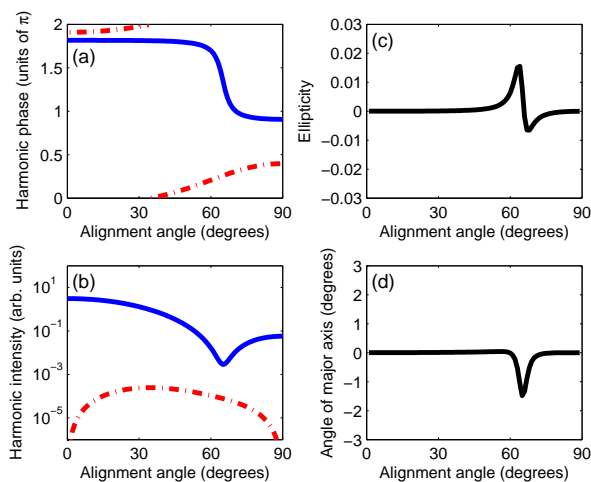 Harmonic phase (units of π)
2
1.5
1
0.5
0
(a)
0 30 60 90
Alignment angle (degrees)
Ellipticity
0.03
0.02
0.01
0
-0.01
-0.02
-0.03
(c)
0 30 60 90
Alignment angle (degrees)
Harmonic intensity (arb. units)
10^1
10^-1
10^-3
10^-5
(b)
0 30 60 90
Alignment angle (degrees)
Angle of major axis (degrees)
3
2
1
0
-1
-2
-3
(d)
0 30 60 90
Alignment angle (degrees)